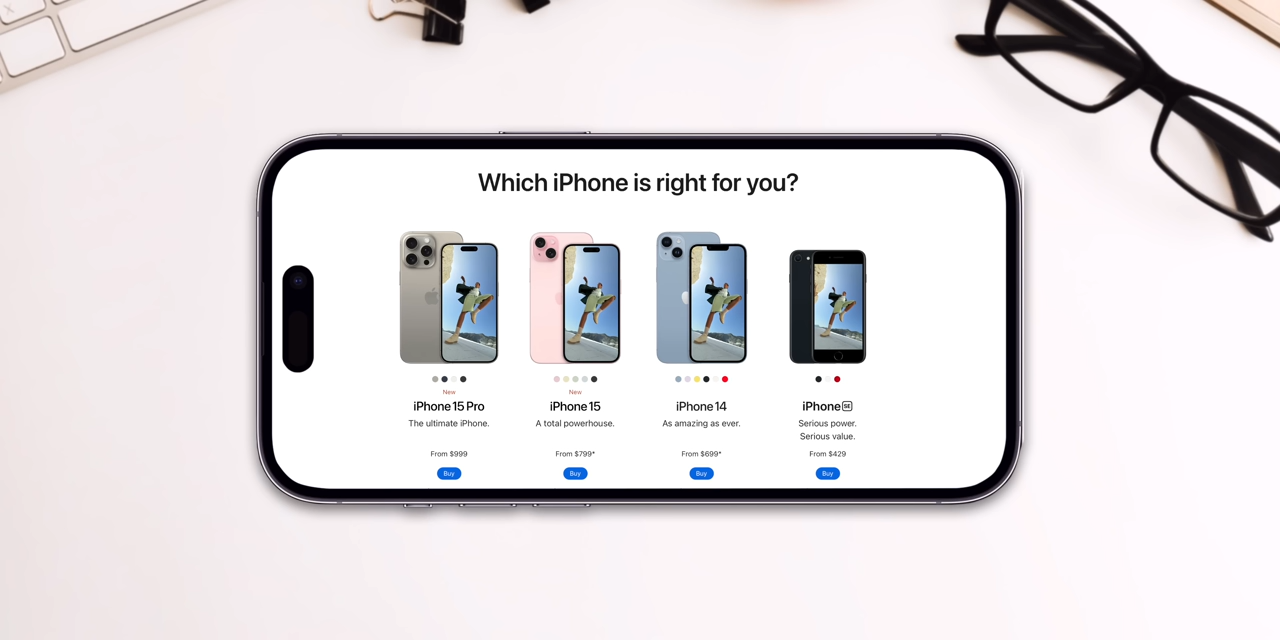 Which iPhone is right for you?
New
iPhone 15 Pro
The ultimate iPhone.
From $999
Buy
New
iPhone 15
A total powerhouse.
From $799*
Buy
iPhone 14
As amazing as ever.
From $699*
Buy
iPhone SE
Serious power.
Serious value.
From $429
Buy